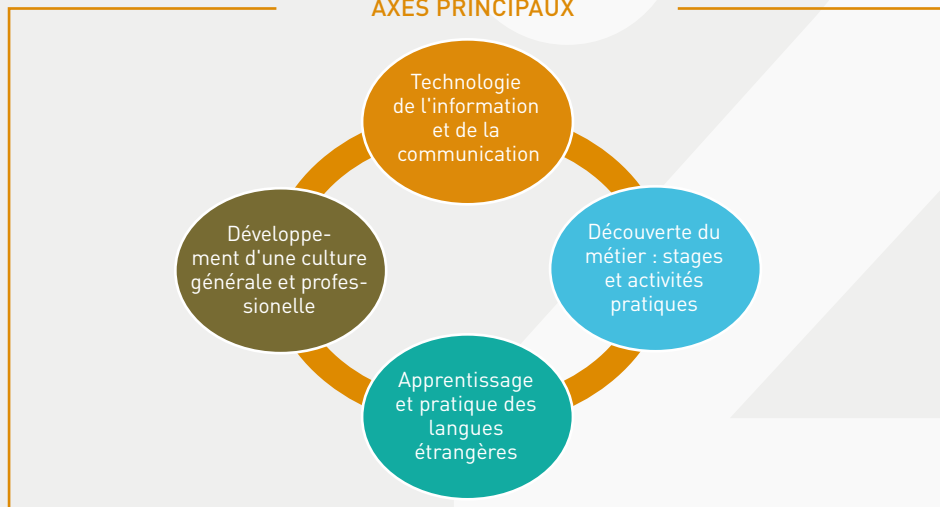 AXES PRINCIPAUX
Technologie
de l'information
et de la
communication
Développe-
ment d'une culture
générale et profes-
sionelle
Découverte du
métier : stages
et activités
pratiques
Apprentissage
et pratique des
langues
étrangères